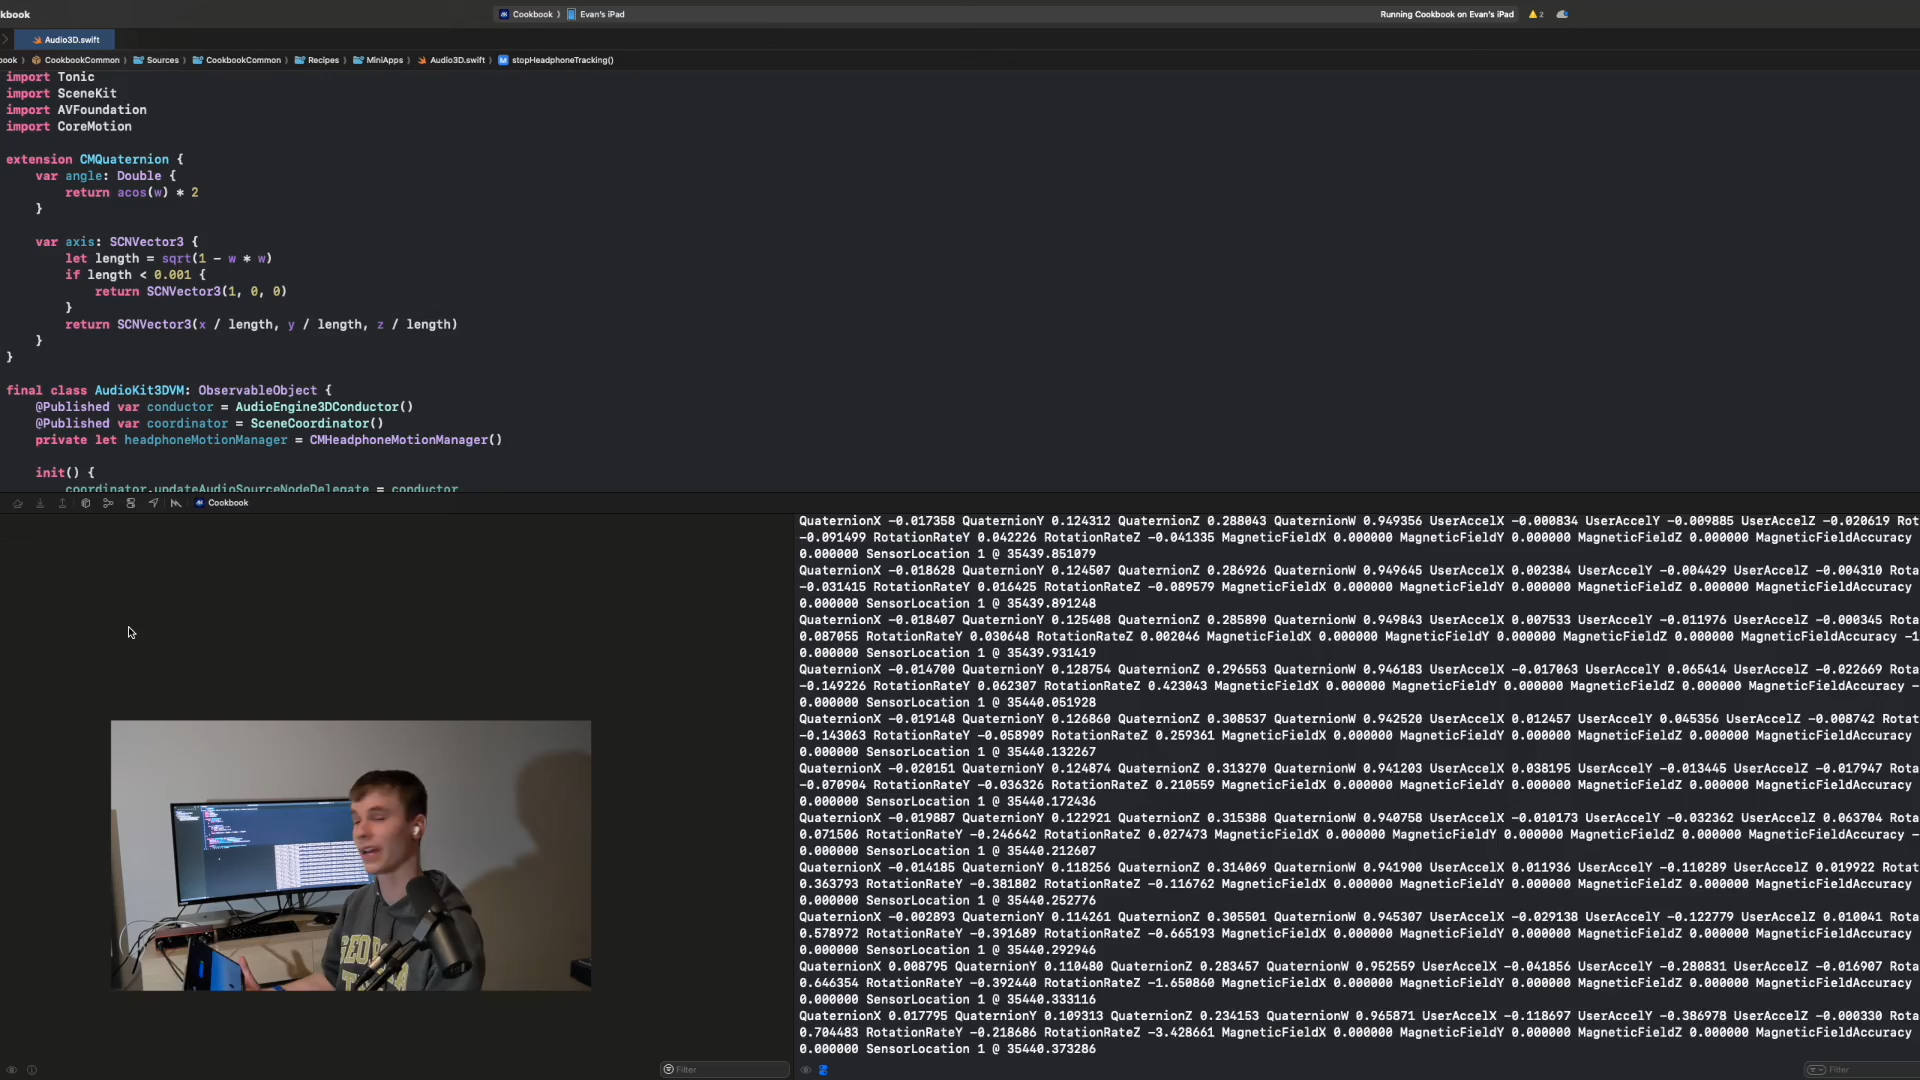 kbook
Cookbook 〉 Evan's iPad
Running Cookbook on Evan's iPad
2
Audio3D.swift
ook 〉 CookbookCommon 〉 Sources 〉 CookbookCommon 〉 Recipes 〉 MiniApps 〉 Audio3D.swift 〉 M stopHeadphoneTracking()
import Tonic
import SceneKit
import AVFoundation
import CoreMotion
extension CMQuaternion {
var angle: Double {
return acos(w) * 2
}
var axis: SCNVector3 {
let length = sqrt(1 - w * w)
if length < 0.001 {
return SCNVector3(1, 0, 0)
}
return SCNVector3(x / length, y / length, z / length)
}
}
final class AudioKit3DVM: ObservableObject {
@Published var conductor = AudioEngine3DConductor()
@Published var coordinator = SceneCoordinator()
private let headphoneMotionManager = CMHeadphoneMotionManager()
init() {
coordinator.updateAudioSourceNodeDelegate = conductor
Cookbook
QuaternionX -0.017358 QuaternionY 0.124312 QuaternionZ 0.288043 QuaternionW 0.949356 UserAccelX -0.000834 UserAccelY -0.009885 UserAccelZ -0.020619 Rot
-0.091499 RotationRateY 0.042226 RotationRateZ -0.041335 MagneticFieldX 0.000000 MagneticFieldY 0.000000 MagneticFieldZ 0.000000 MagneticFieldAccuracy
0.000000 SensorLocation 1 @ 35439.851079
QuaternionX -0.018628 QuaternionY 0.124507 QuaternionZ 0.286926 QuaternionW 0.949645 UserAccelX 0.002384 UserAccelY -0.004429 UserAccelZ -0.004310 Rota
-0.031415 RotationRateY 0.016425 RotationRateZ -0.089579 MagneticFieldX 0.000000 MagneticFieldY 0.000000 MagneticFieldZ 0.000000 MagneticFieldAccuracy
0.000000 SensorLocation 1 @ 35439.891248
QuaternionX -0.018407 QuaternionY 0.125408 QuaternionZ 0.285890 QuaternionW 0.949843 UserAccelX 0.007533 UserAccelY -0.011976 UserAccelZ -0.000345 Rota
0.087055 RotationRateY 0.030648 RotationRateZ 0.002046 MagneticFieldX 0.000000 MagneticFieldY 0.000000 MagneticFieldZ 0.000000 MagneticFieldAccuracy -1
0.000000 SensorLocation 1 @ 35439.931419
QuaternionX -0.014700 QuaternionY 0.128754 QuaternionZ 0.296553 QuaternionW 0.946183 UserAccelX -0.017063 UserAccelY 0.065414 UserAccelZ -0.022669 Rota
-0.149226 RotationRateY 0.062307 RotationRateZ 0.423043 MagneticFieldX 0.000000 MagneticFieldY 0.000000 MagneticFieldZ 0.000000 MagneticFieldAccuracy -
0.000000 SensorLocation 1 @ 35440.051928
QuaternionX -0.019148 QuaternionY 0.126860 QuaternionZ 0.308537 QuaternionW 0.942520 UserAccelX 0.012457 UserAccelY 0.045356 UserAccelZ -0.008742 Rotat
-0.143063 RotationRateY -0.058909 RotationRateZ 0.259361 MagneticFieldX 0.000000 MagneticFieldY 0.000000 MagneticFieldZ 0.000000 MagneticFieldAccuracy
0.000000 SensorLocation 1 @ 35440.132267
QuaternionX -0.020151 QuaternionY 0.124874 QuaternionZ 0.313270 QuaternionW 0.941203 UserAccelX 0.038195 UserAccelY -0.013445 UserAccelZ -0.017947 Rota
-0.070904 RotationRateY -0.036326 RotationRateZ 0.210559 MagneticFieldX 0.000000 MagneticFieldY 0.000000 MagneticFieldZ 0.000000 MagneticFieldAccuracy
0.000000 SensorLocation 1 @ 35440.172436
QuaternionX -0.019887 QuaternionY 0.122921 QuaternionZ 0.315388 QuaternionW 0.940758 UserAccelX -0.010173 UserAccelY -0.032362 UserAccelZ 0.063704 Rota
0.071506 RotationRateY -0.246642 RotationRateZ 0.027473 MagneticFieldX 0.000000 MagneticFieldY 0.000000 MagneticFieldZ 0.000000 MagneticFieldAccuracy -
0.000000 SensorLocation 1 @ 35440.212607
QuaternionX -0.014185 QuaternionY 0.118256 QuaternionZ 0.314069 QuaternionW 0.941900 UserAccelX 0.011936 UserAccelY -0.110289 UserAccelZ 0.019922 Rotat
0.363793 RotationRateY -0.381802 RotationRateZ -0.116762 MagneticFieldX 0.000000 MagneticFieldY 0.000000 MagneticFieldZ 0.000000 MagneticFieldAccuracy
0.000000 SensorLocation 1 @ 35440.252776
QuaternionX -0.002893 QuaternionY 0.114261 QuaternionZ 0.305501 QuaternionW 0.945307 UserAccelX -0.029138 UserAccelY -0.122779 UserAccelZ 0.010041 Rota
0.578972 RotationRateY -0.391689 RotationRateZ -0.665193 MagneticFieldX 0.000000 MagneticFieldY 0.000000 MagneticFieldZ 0.000000 MagneticFieldAccuracy
0.000000 SensorLocation 1 @ 35440.292946
QuaternionX 0.008795 QuaternionY 0.110480 QuaternionZ 0.283457 QuaternionW 0.952559 UserAccelX -0.041856 UserAccelY -0.280831 UserAccelZ -0.016907 Rota
0.646354 RotationRateY -0.392440 RotationRateZ -1.650860 MagneticFieldX 0.000000 MagneticFieldY 0.000000 MagneticFieldZ 0.000000 MagneticFieldAccuracy
0.000000 SensorLocation 1 @ 35440.333116
QuaternionX 0.017795 QuaternionY 0.109313 QuaternionZ 0.234153 QuaternionW 0.965871 UserAccelX -0.118697 UserAccelY -0.386978 UserAccelZ -0.000330 Rota
0.704483 RotationRateY -0.218686 RotationRateZ -3.428661 MagneticFieldX 0.000000 MagneticFieldY 0.000000 MagneticFieldZ 0.000000 MagneticFieldAccuracy
0.000000 SensorLocation 1 @ 35440.373286
Filter
Filter